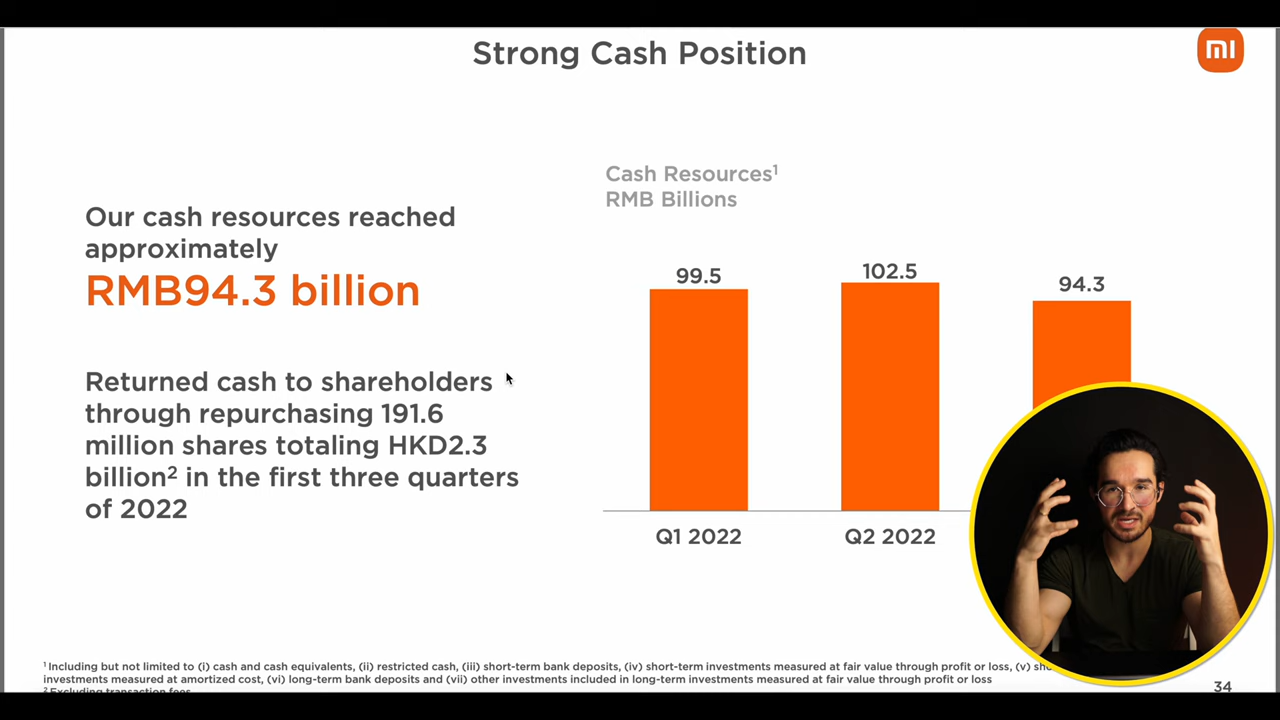 Strong Cash Position
mi
Our cash resources reached
approximately
RMB94.3 billion
Returned cash to shareholders
through repurchasing 191.6
million shares totaling HKD2.3
billion² in the first three quarters
of 2022
Cash Resources¹
RMB Billions
99.5
102.5
94.3
Q1 2022
Q2 2022
¹ Including but not limited to (i) cash and cash equivalents, (ii) restricted cash, (iii) short-term bank deposits, (iv) short-term investments measured at fair value through profit or loss, (v)
investments measured at amortized cost, (vi) long-term bank deposits and (vii) other investments included in long-term investments measured at fair value through profit or loss
² Excluding transaction fees
34